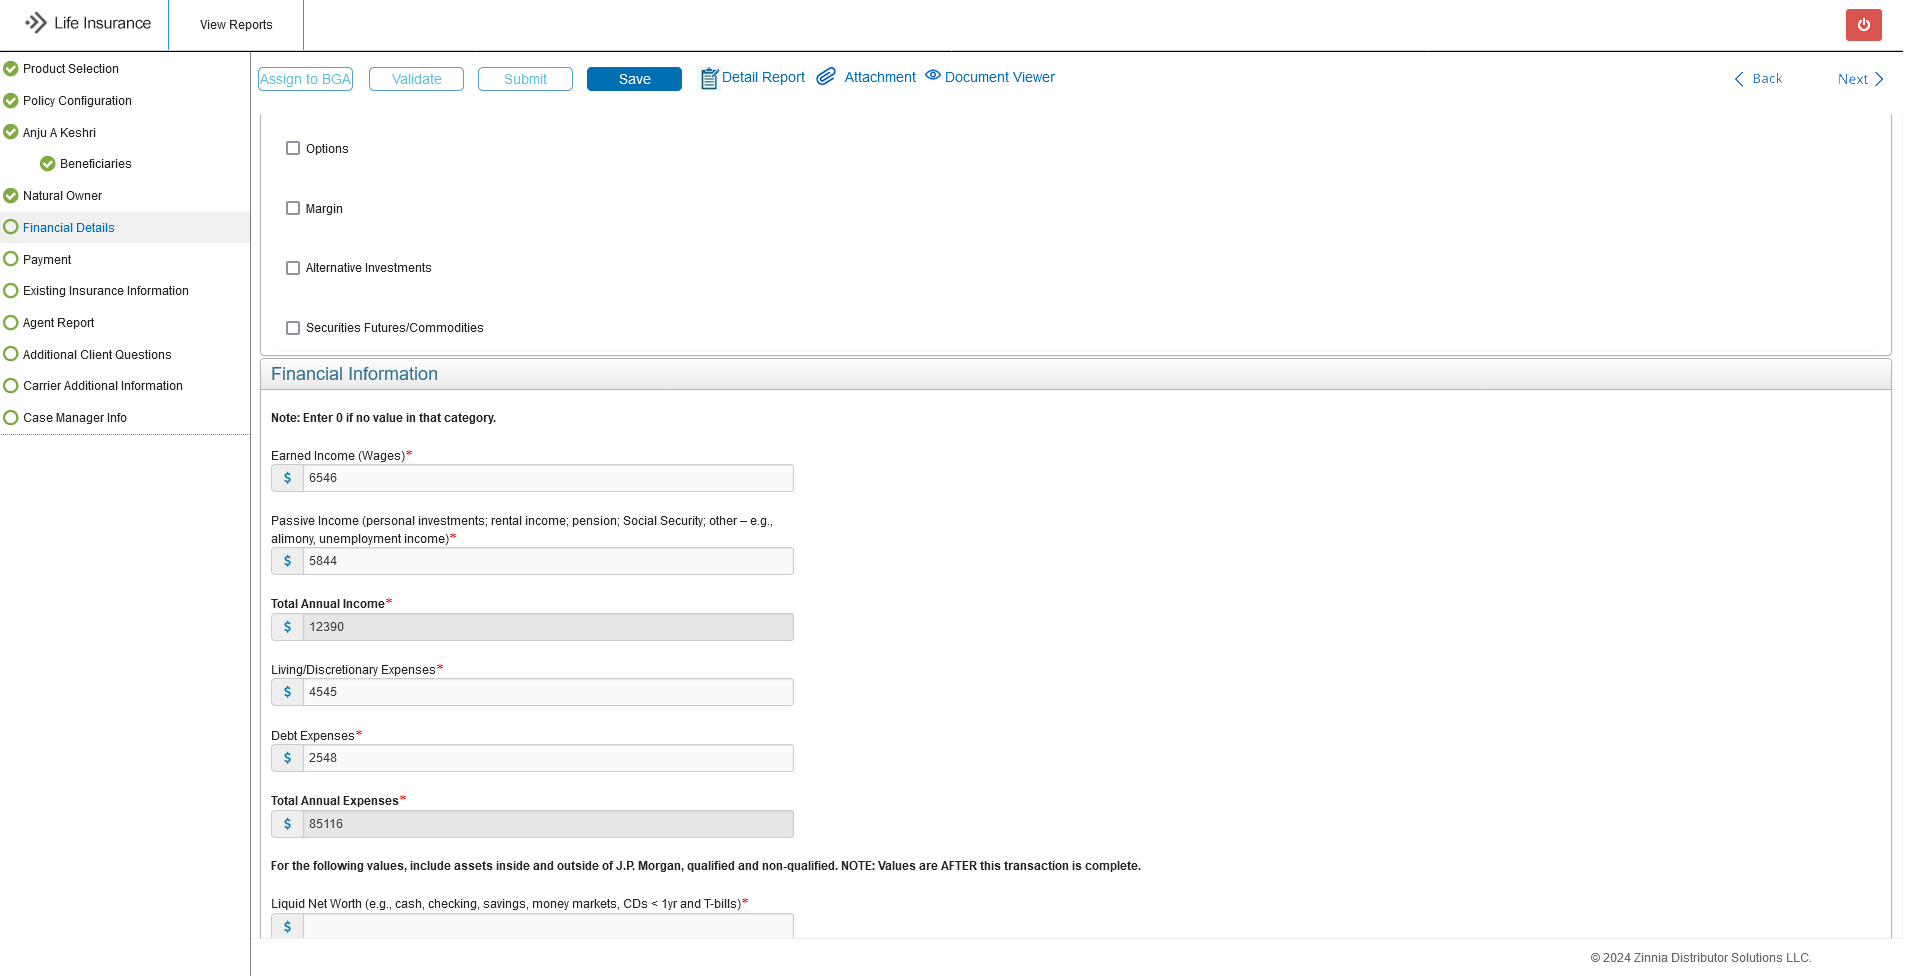 Life Insurance
View Reports
Product Selection
Policy Configuration
Anju A Keshri
Beneficiaries
Natural Owner
Financial Details
Payment
Existing Insurance Information
Agent Report
Additional Client Questions
Carrier Additional Information
Case Manager Info
Assign to BGA
Validate
Submit
Save
Detail Report
Attachment
Document Viewer
Back
Next
Options
Margin
Alternative Investments
Securities Futures/Commodities
Financial Information
Note: Enter 0 if no value in that category.
Earned Income (Wages)*
$ 6546
Passive Income (personal investments; rental income; pension; Social Security; other – e.g.,
alimony, unemployment income)*
$ 5844
Total Annual Income*
$ 12390
Living/Discretionary Expenses*
$ 4545
Debt Expenses*
$ 2548
Total Annual Expenses*
$ 85116
For the following values, include assets inside and outside of J.P. Morgan, qualified and non-qualified. NOTE: Values are AFTER this transaction is complete.
Liquid Net Worth (e.g., cash, checking, savings, money markets, CDs < 1yr and T-bills)*
$
© 2024 Zinnia Distributor Solutions LLC.